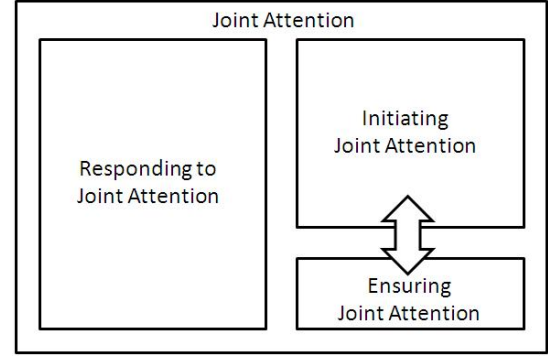 Joint Attention
Responding to
Joint Attention
Initiating
Joint Attention
Ensuring
Joint Attention